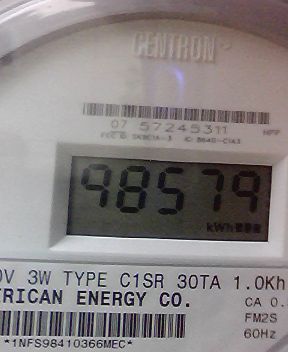 CENTRON
07 57245311
98579
kWh
0V 3W TYPE C1SR 30TA 1.0Kh
ERICAN ENERGY CO.
CA 0.
FM2S
*1NFS98410366MEC*
60Hz